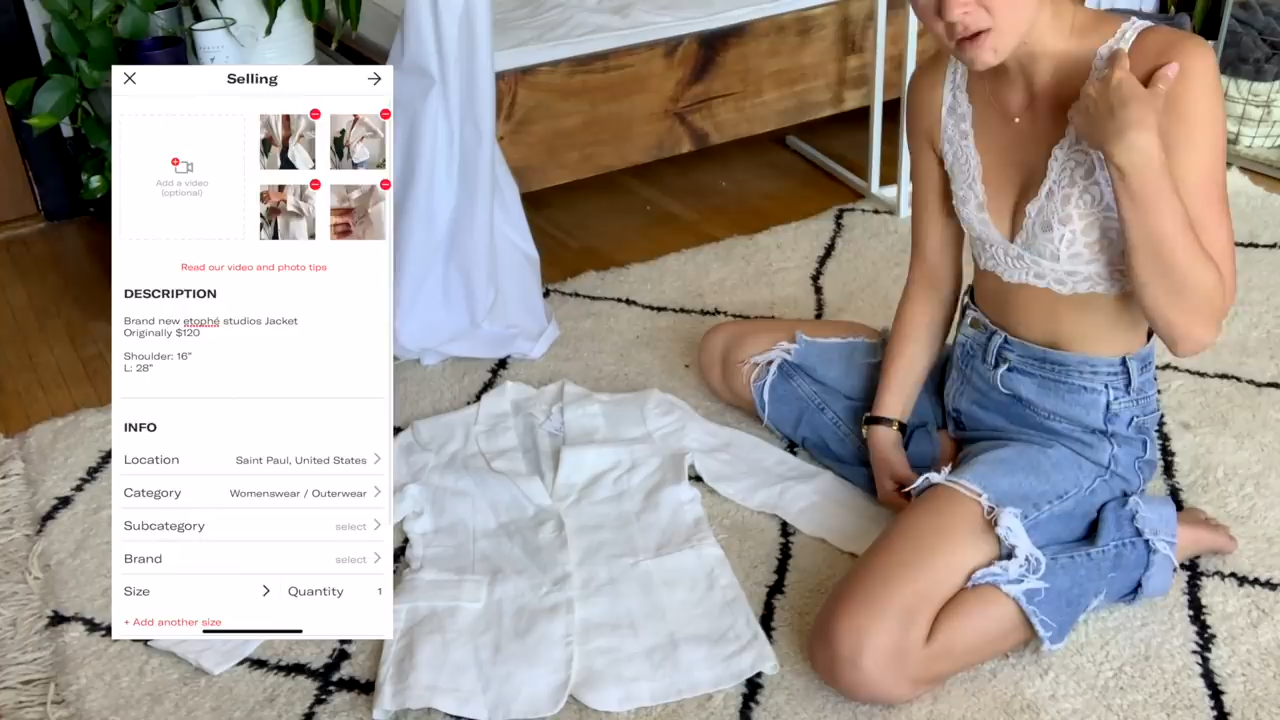 Selling
Add a video
(optional)
Read our video and photo tips
DESCRIPTION
Brand new etophé studios Jacket
Originally $120
Shoulder: 16”
L: 28”
INFO
Location
Saint Paul, United States
Category
Womenswear / Outerwear
Subcategory
select
Brand
select
Size
Quantity
1
+ Add another size